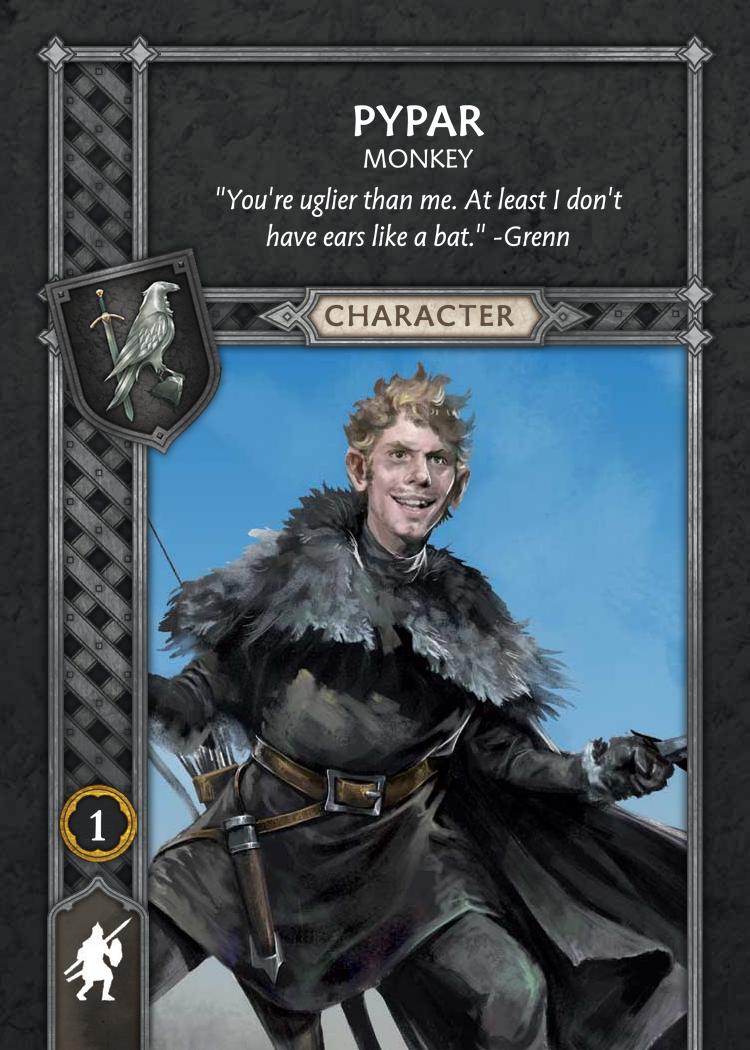 PYPAR
MONKEY
"You're uglier than me. At least I don't
have ears like a bat." -Grenn
CHARACTER
1